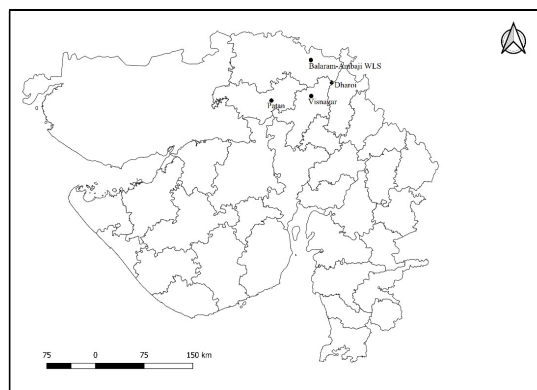 Balaram-Ambaji WLS
Dharoi
Visnagar
Patan
75 0 75 150 km